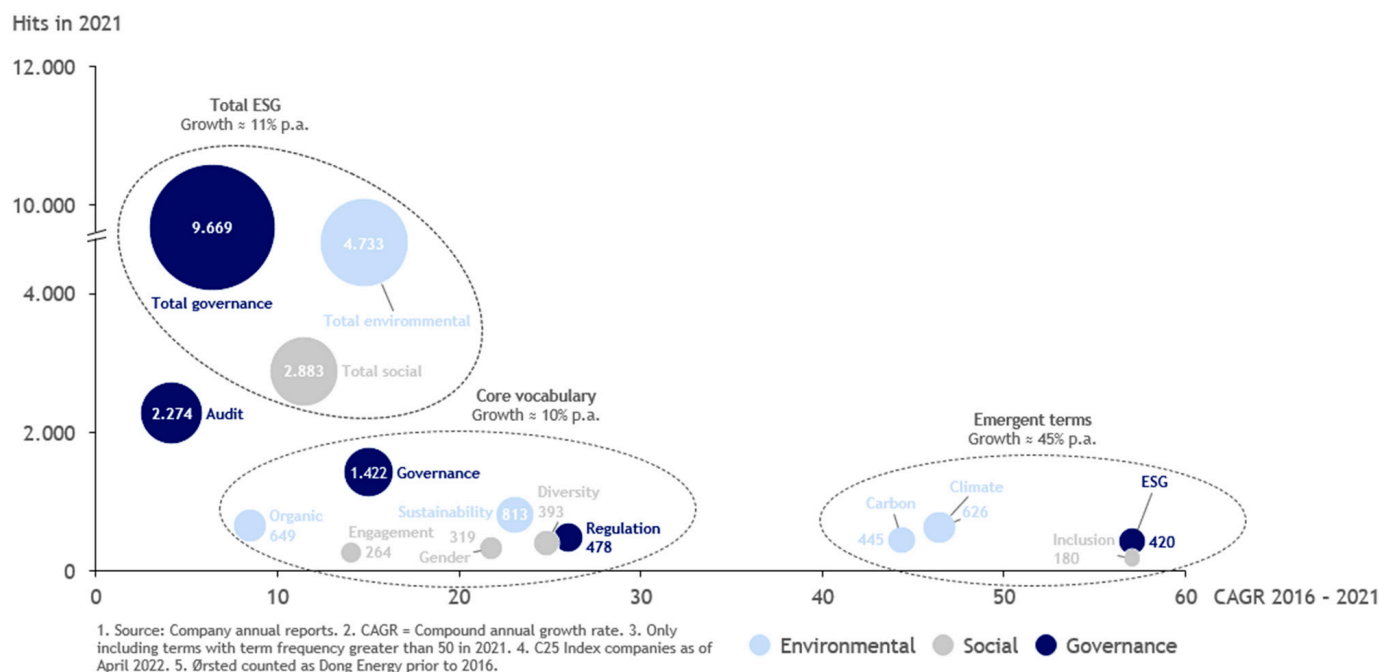 Hits in 2021
12.000
Total ESG
Growth ≈ 11% p.a.
10.000
9.669
4.733
4.000
Total governance
Total envirommental
2.883
Total social
2.274
Audit
Core vocabulary
Growth ≈ 10% p.a.
Emergent terms
Growth ≈ 45% p.a.
2.000
1.422
Governance
Organic
649
Engagement
264
Sustainability
813
319
Gender
Diversity
393
Regulation
478
Carbon
445
Climate
626
ESG
420
Inclusion
180
0
0
10
20
30
40
50
60
CAGR 2016 - 2021
1. Source: Company annual reports. 2. CAGR = Compound annual growth rate. 3. Only
including terms with term frequency greater than 50 in 2021. 4. C25 Index companies as of
April 2022. 5. Ørsted counted as Dong Energy prior to 2016.
Environmental
Social
Governance